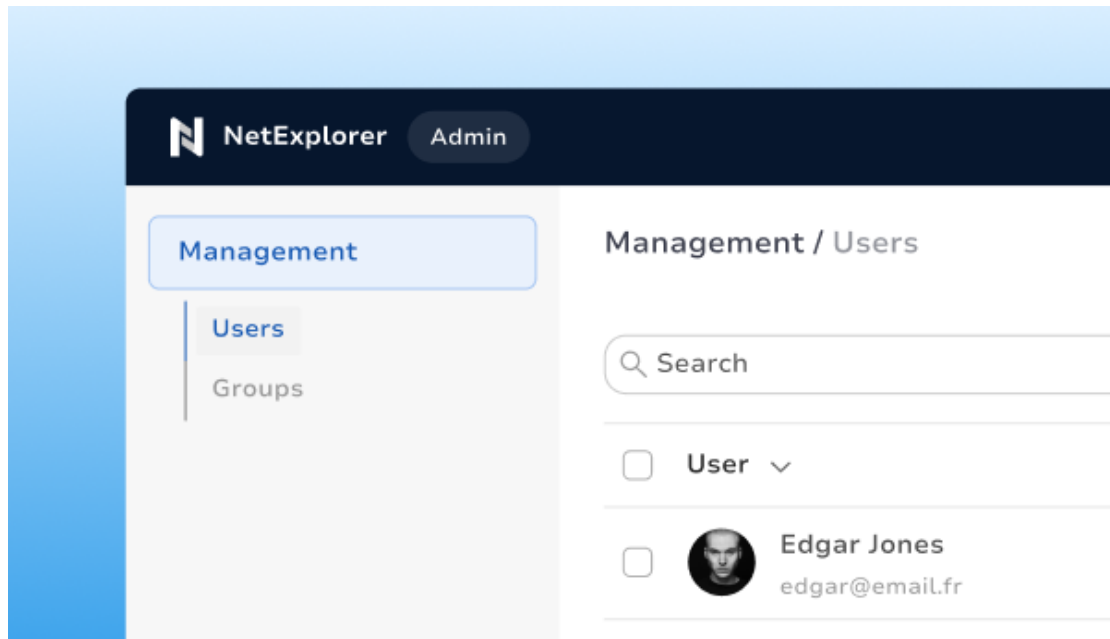 NetExplorer Admin
Management
Users
Groups
Management / Users
Search
User
Edgar Jones
edgar@email.fr